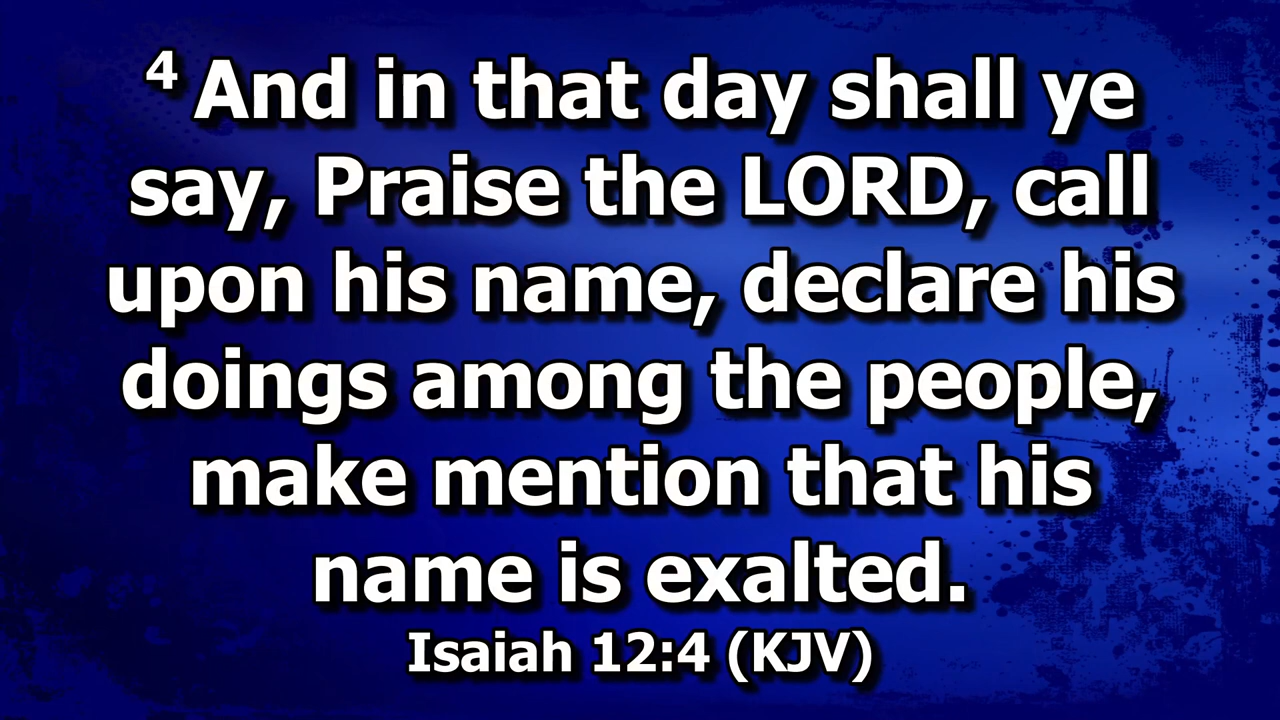 4 And in that day shall ye
say, Praise the LORD, call
upon his name, declare his
doings among the people,
make mention that his
name is exalted.
Isaiah 12:4 (KJV)